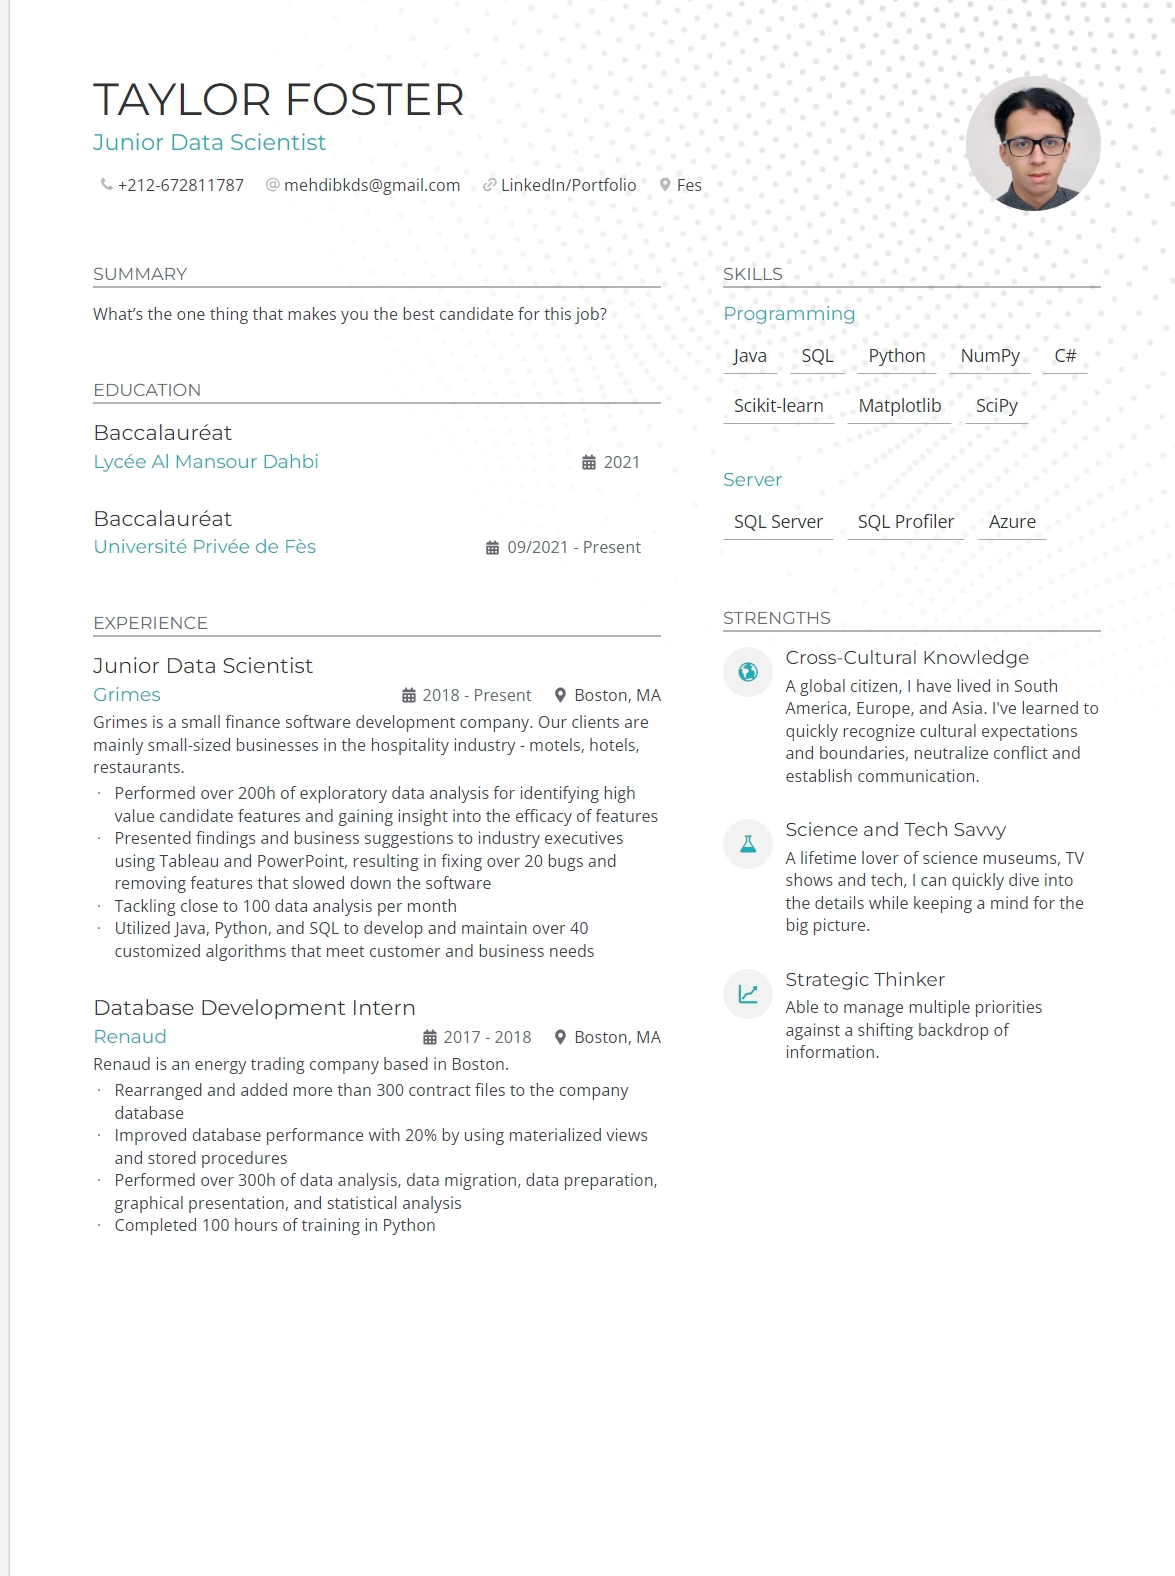 TAYLOR FOSTER
Junior Data Scientist
+212-672811787 mehdibkds@gmail.com LinkedIn/Portfolio Fes
SUMMARY
What's the one thing that makes you the best candidate for this job?
EDUCATION
Baccalauréat
Lycée Al Mansour Dahbi 2021
Baccalauréat
Université Privée de Fès 09/2021 - Present
EXPERIENCE
Junior Data Scientist
Grimes 2018 - Present Boston, MA
Grimes is a small finance software development company. Our clients are
mainly small-sized businesses in the hospitality industry - motels, hotels,
restaurants.
· Performed over 200h of exploratory data analysis for identifying high
value candidate features and gaining insight into the efficacy of features
· Presented findings and business suggestions to industry executives
using Tableau and PowerPoint, resulting in fixing over 20 bugs and
removing features that slowed down the software
· Tackling close to 100 data analysis per month
· Utilized Java, Python, and SQL to develop and maintain over 40
customized algorithms that meet customer and business needs
Database Development Intern
Renaud 2017 - 2018 Boston, MA
Renaud is an energy trading company based in Boston.
· Rearranged and added more than 300 contract files to the company
database
· Improved database performance with 20% by using materialized views
and stored procedures
· Performed over 300h of data analysis, data migration, data preparation,
graphical presentation, and statistical analysis
· Completed 100 hours of training in Python
SKILLS
Programming
Java SQL Python NumPy C#
Scikit-learn Matplotlib SciPy
Server
SQL Server SQL Profiler Azure
STRENGTHS
Cross-Cultural Knowledge
A global citizen, I have lived in South
America, Europe, and Asia. I've learned to
quickly recognize cultural expectations
and boundaries, neutralize conflict and
establish communication.
Science and Tech Savvy
A lifetime lover of science museums, TV
shows and tech, I can quickly dive into
the details while keeping a mind for the
big picture.
Strategic Thinker
Able to manage multiple priorities
against a shifting backdrop of
information.